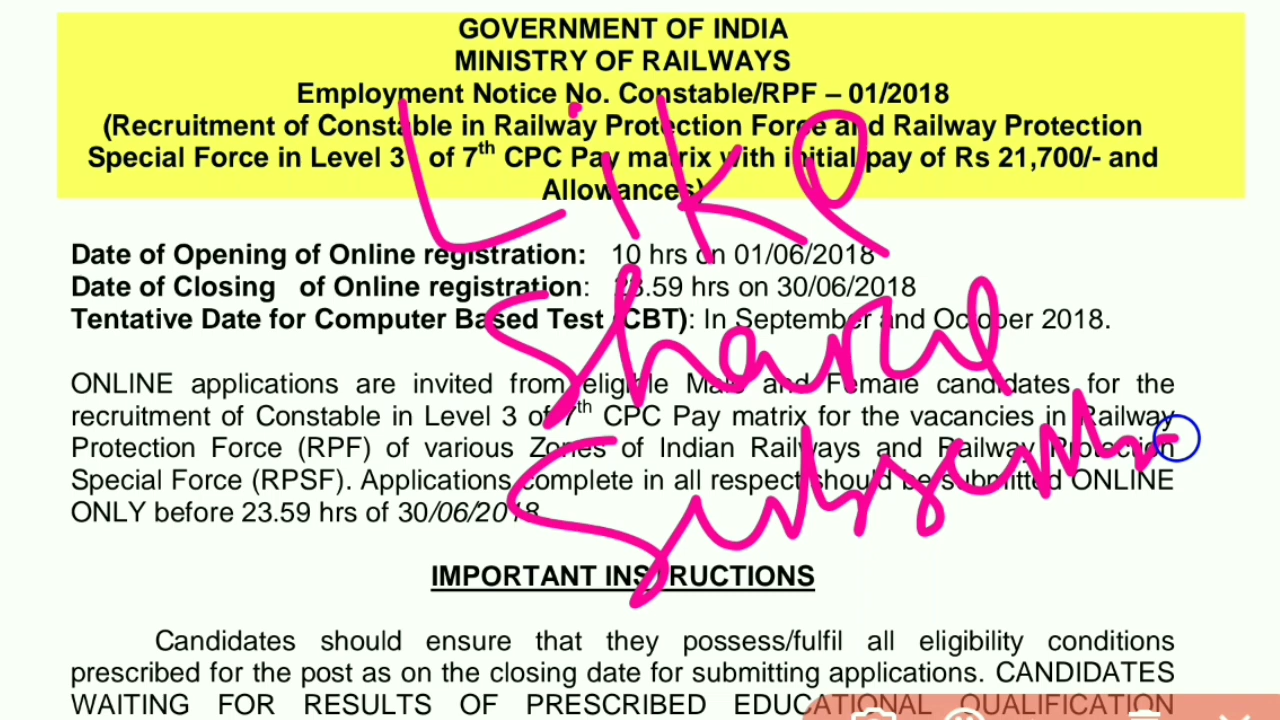 GOVERNMENT OF INDIA
MINISTRY OF RAILWAYS
Employment Notice No. Constable/RPF – 01/2018
(Recruitment of Constable in Railway Protection Force and Railway Protection
Special Force in Level 3 of 7th CPC Pay matrix with initial pay of Rs 21,700/- and
Allowances)
Like
Date of Opening of Online registration: 10 hrs on 01/06/2018
Date of Closing of Online registration: 23.59 hrs on 30/06/2018
Tentative Date for Computer Based Test (CBT): In September and October 2018.
Share
ONLINE applications are invited from eligible Male and Female candidates for the
recruitment of Constable in Level 3 of 7th CPC Pay matrix for the vacancies in Railway
Protection Force (RPF) of various Zones of Indian Railways and Railway Protection
Special Force (RPSF). Applications complete in all respect should be submitted ONLINE
ONLY before 23.59 hrs of 30/06/2018
IMPORTANT INSTRUCTIONS
Candidates should ensure that they possess/fulfil all eligibility conditions
prescribed for the post as on the closing date for submitting applications. CANDIDATES
WAITING FOR RESULTS OF PRESCRIBED EDUCATIONAL QUALIFICATION